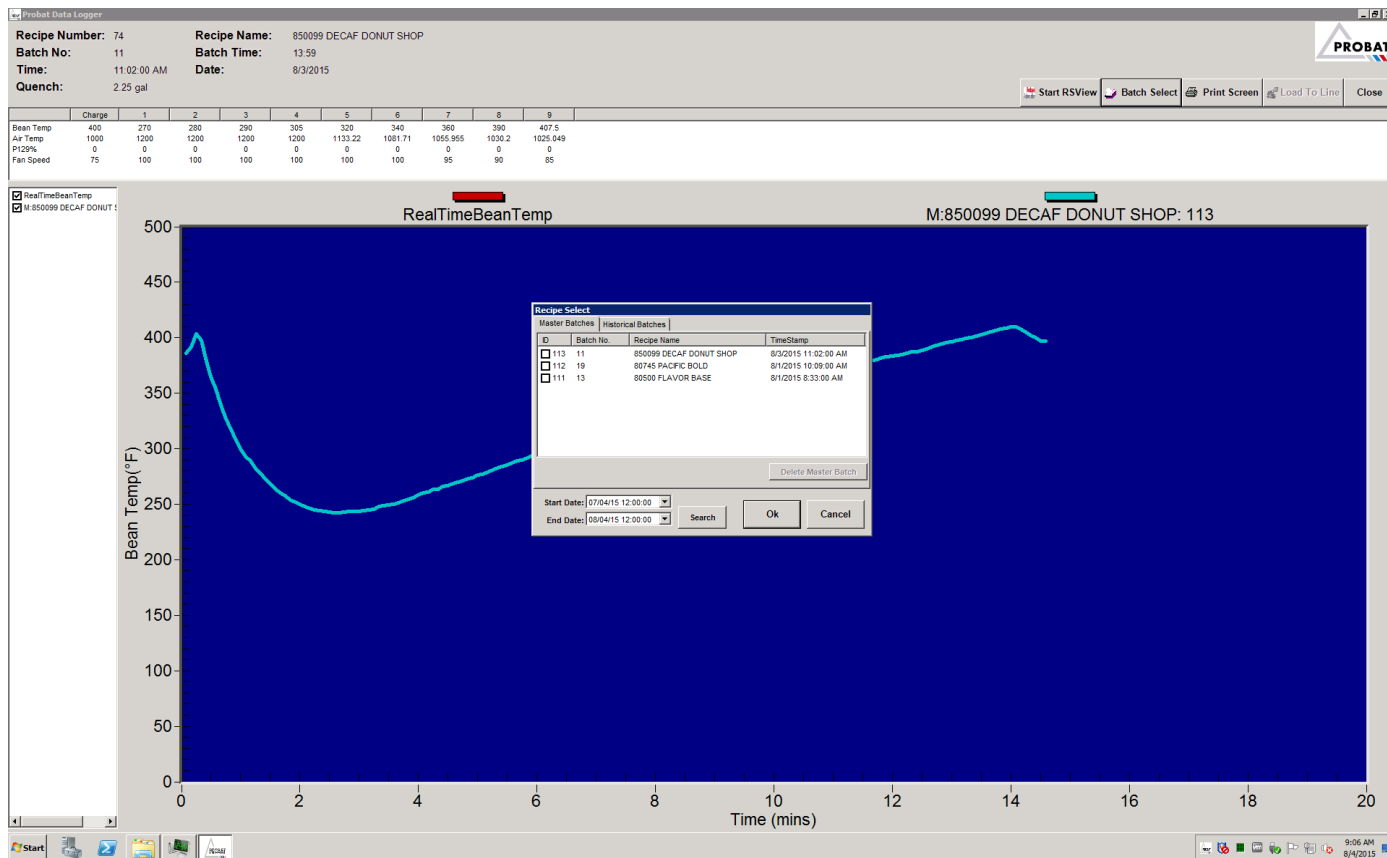 Probat Data Logger
Recipe Number: 74 Recipe Name: 850099 DECAF DONUT SHOP
Batch No: 11 Batch Time: 13:59
Time: 11:02:00 AM Date: 8/3/2015
Quench: 2.25 gal
PROBAT
Start RSView Batch Select Print Screen Load To Line Close
Charge 1 2 3 4 5 6 7 8 9
Bean Temp 400 270 280 290 305 320 340 360 390 407.5
Air Temp 1000 1200 1200 1200 1200 1133.22 1081.71 1055.955 1030.2 1025.049
P129% 0 0 0 0 0 0 0 0 0 0
Fan Speed 75 100 100 100 100 100 100 95 90 85
RealTimeBeanTemp
M:850099 DECAF DONUT S
RealTimeBeanTemp M:850099 DECAF DONUT SHOP: 113
500
450
400
350
300
250
200
150
100
50
0
Bean Temp(°F)
0 2 4 6 8 10 12 14 16 18 20
Time (mins)
Recipe Select
Master Batches Historical Batches
ID Batch No. Recipe Name TimeStamp
113 11 850099 DECAF DONUT SHOP 8/3/2015 11:02:00 AM
112 19 80745 PACIFIC BOLD 8/1/2015 10:09:00 AM
111 13 80500 FLAVOR BASE 8/1/2015 8:33:00 AM
Delete Master Batch
Start Date: 07/04/15 12:00:00
End Date: 08/04/15 12:00:00
Search Ok Cancel
Start
PROBAT
9:06 AM
8/4/2015